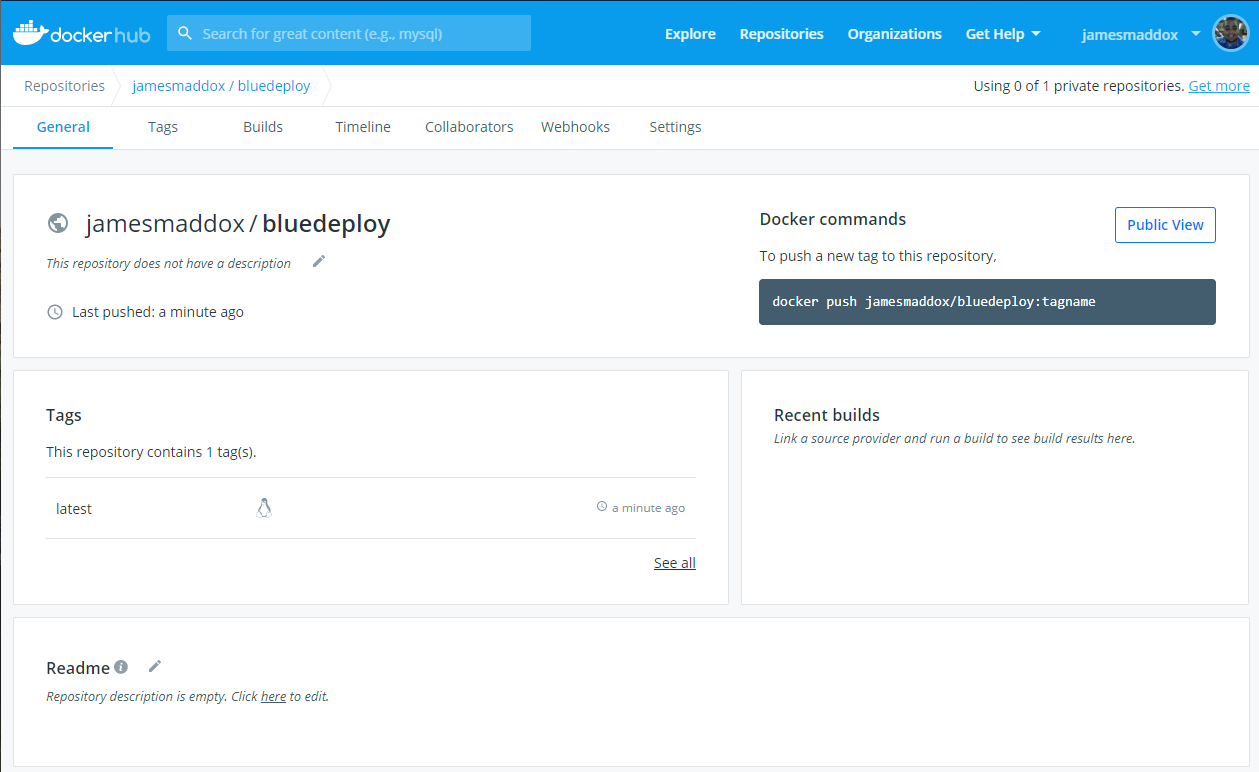 docker hub Search for great content (e.g., mysql) Explore Repositories Organizations Get Help jamesmaddox
Repositories jamesmaddox / bluedeploy Using 0 of 1 private repositories. Get more
General Tags Builds Timeline Collaborators Webhooks Settings
jamesmaddox / bluedeploy
This repository does not have a description
Last pushed: a minute ago
Docker commands
Public View
To push a new tag to this repository,
docker push jamesmaddox/bluedeploy:tagname
Tags
This repository contains 1 tag(s).
latest a minute ago
See all
Recent builds
Link a source provider and run a build to see build results here.
Readme
Repository description is empty. Click here to edit.